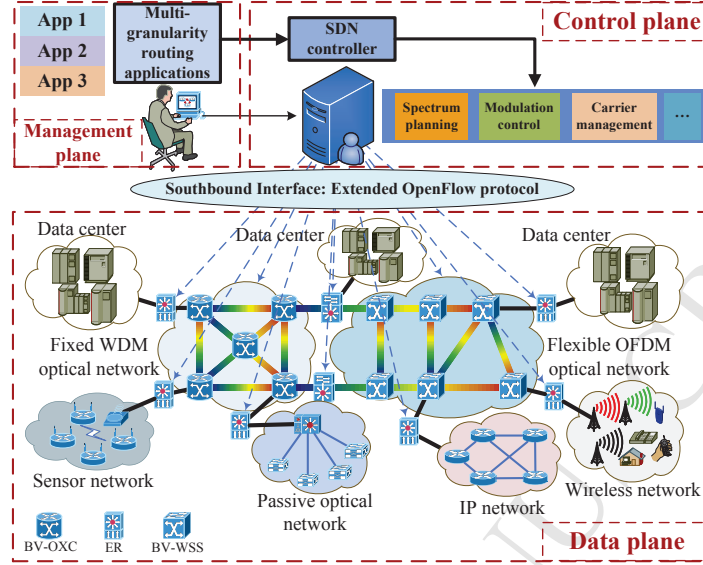 App 1
App 2
App 3
Multi-
granularity
routing
applications
Management
plane
SDN
controller
Control plane
Spectrum
planning
Modulation
control
Carrier
management
...
Southbound Interface: Extended OpenFlow protocol
Data center
Data center
Data center
Fixed WDM
optical network
Flexible OFDM
optical network
Sensor network
Passive optical
network
IP network
Wireless network
BV-OXC
ER
BV-WSS
Data plane